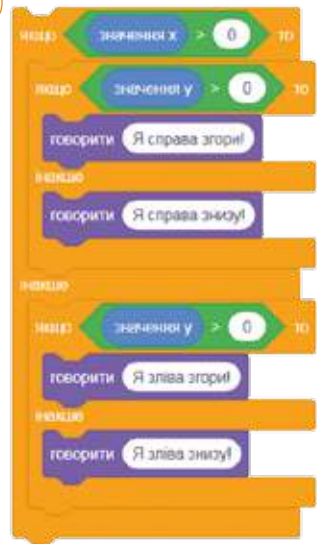 якщо значення x > 0 то
якщо значення y > 0 то
говорити Я справа згори!
інакше
говорити Я справа знизу!
інакше
якщо значення y > 0 то
говорити Я зліва згори!
інакше
говорити Я зліва знизу!